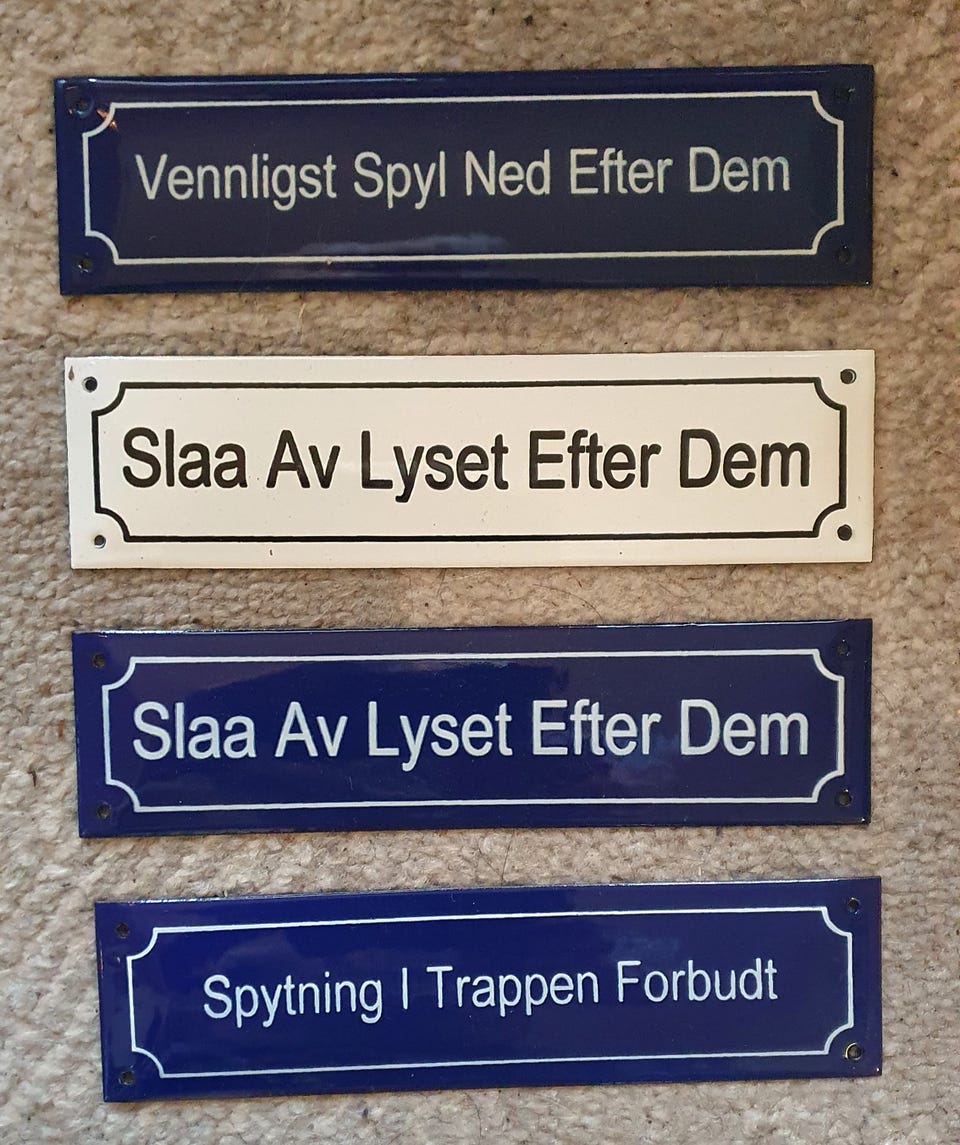 Vennligst Spyl Ned Efter Dem
Slaa Av Lyset Efter Dem
Slaa Av Lyset Efter Dem
Spytning I Trappen Forbudt